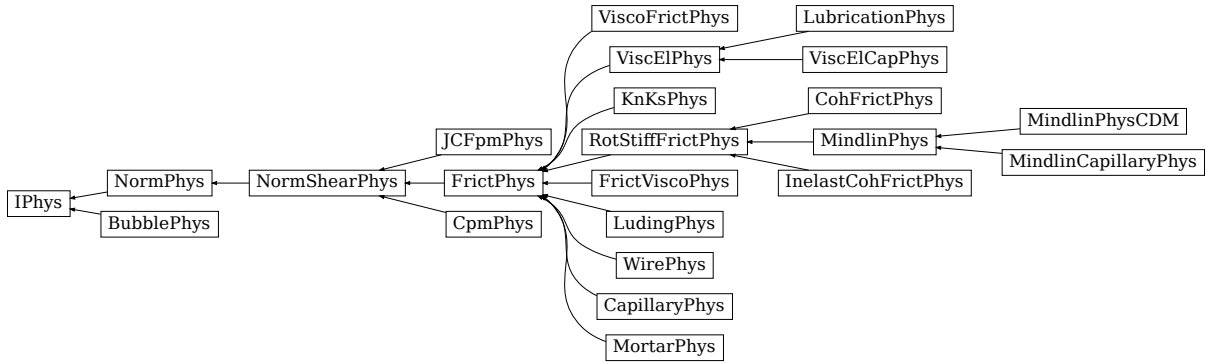 ViscoFrictPhys
LubricationPhys
ViscElPhys
ViscElCapPhys
KnKsPhys
CohFrictPhys
MindlinPhysCDM
JCFpmPhys
RotStiffFrictPhys
MindlinPhys
MindlinCapillaryPhys
NormPhys
NormShearPhys
FrictPhys
FrictViscoPhys
InelastCohFrictPhys
IPhys
BubblePhys
CpmPhys
LudingPhys
WirePhys
CapillaryPhys
MortarPhys